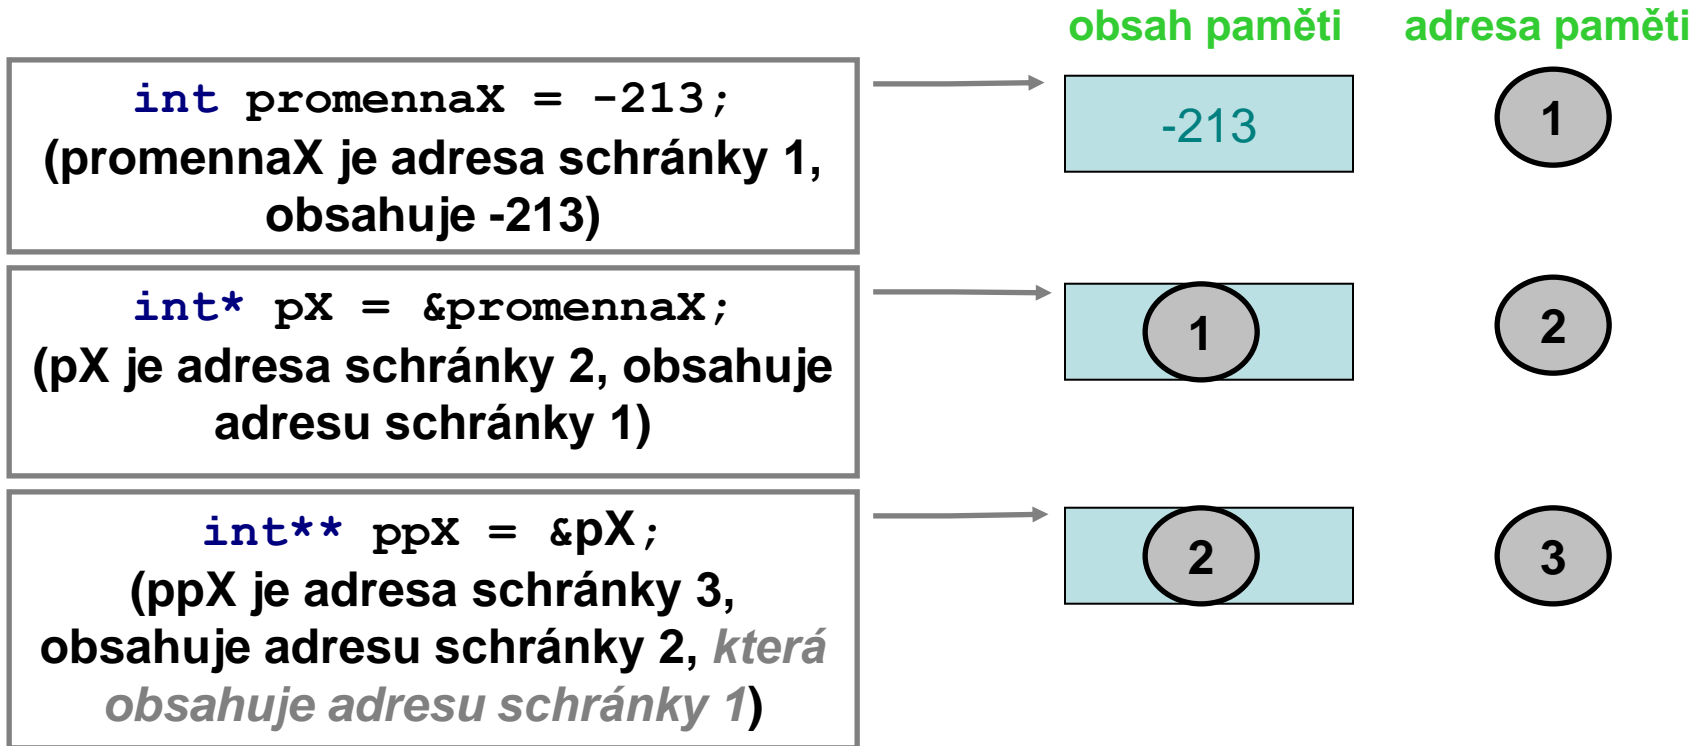 obsah paměti adresa paměti
int promennaX = -213;
(promennaX je adresa schránky 1,
obsahuje -213)
-213 1
int* pX = &promennaX;
(pX je adresa schránky 2, obsahuje
adresu schránky 1)
1 2
int** ppX = &pX;
(ppX je adresa schránky 3,
obsahuje adresu schránky 2, která
obsahuje adresu schránky 1)
2 3